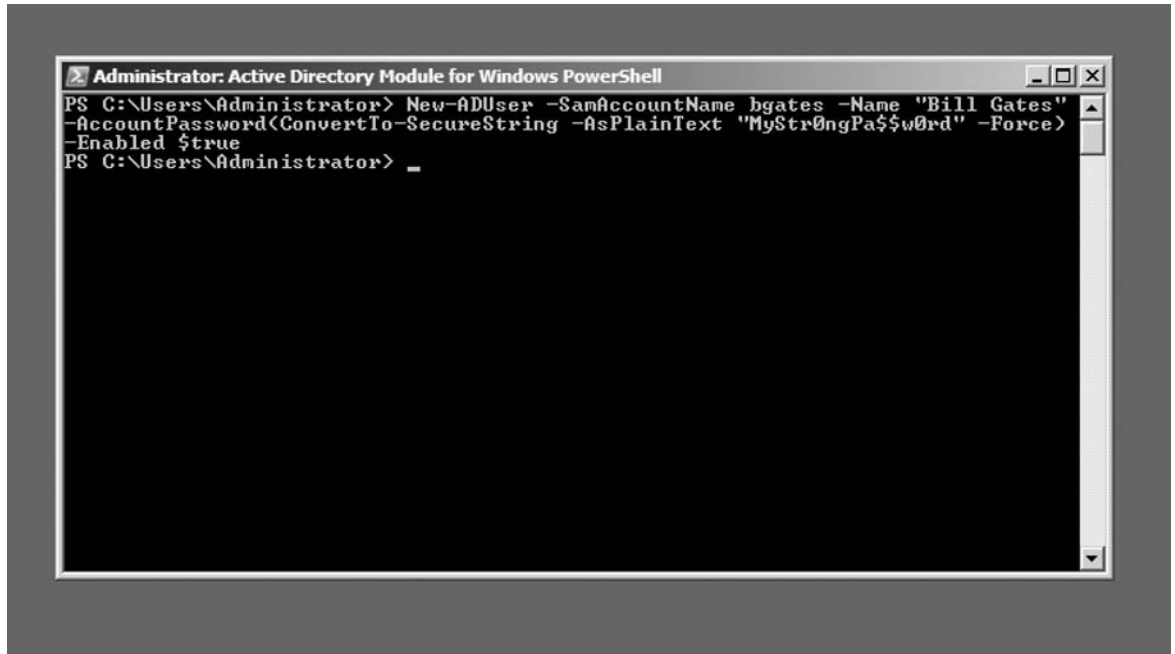 Administrator: Active Directory Module for Windows PowerShell
PS C:\Users\Administrator> New-ADUser -SamAccountName bgates -Name "Bill Gates"
-AccountPassword(ConvertTo-SecureString -AsPlainText "MyStr0ngPa$$w0rd" -Force)
-Enabled $true
PS C:\Users\Administrator> _